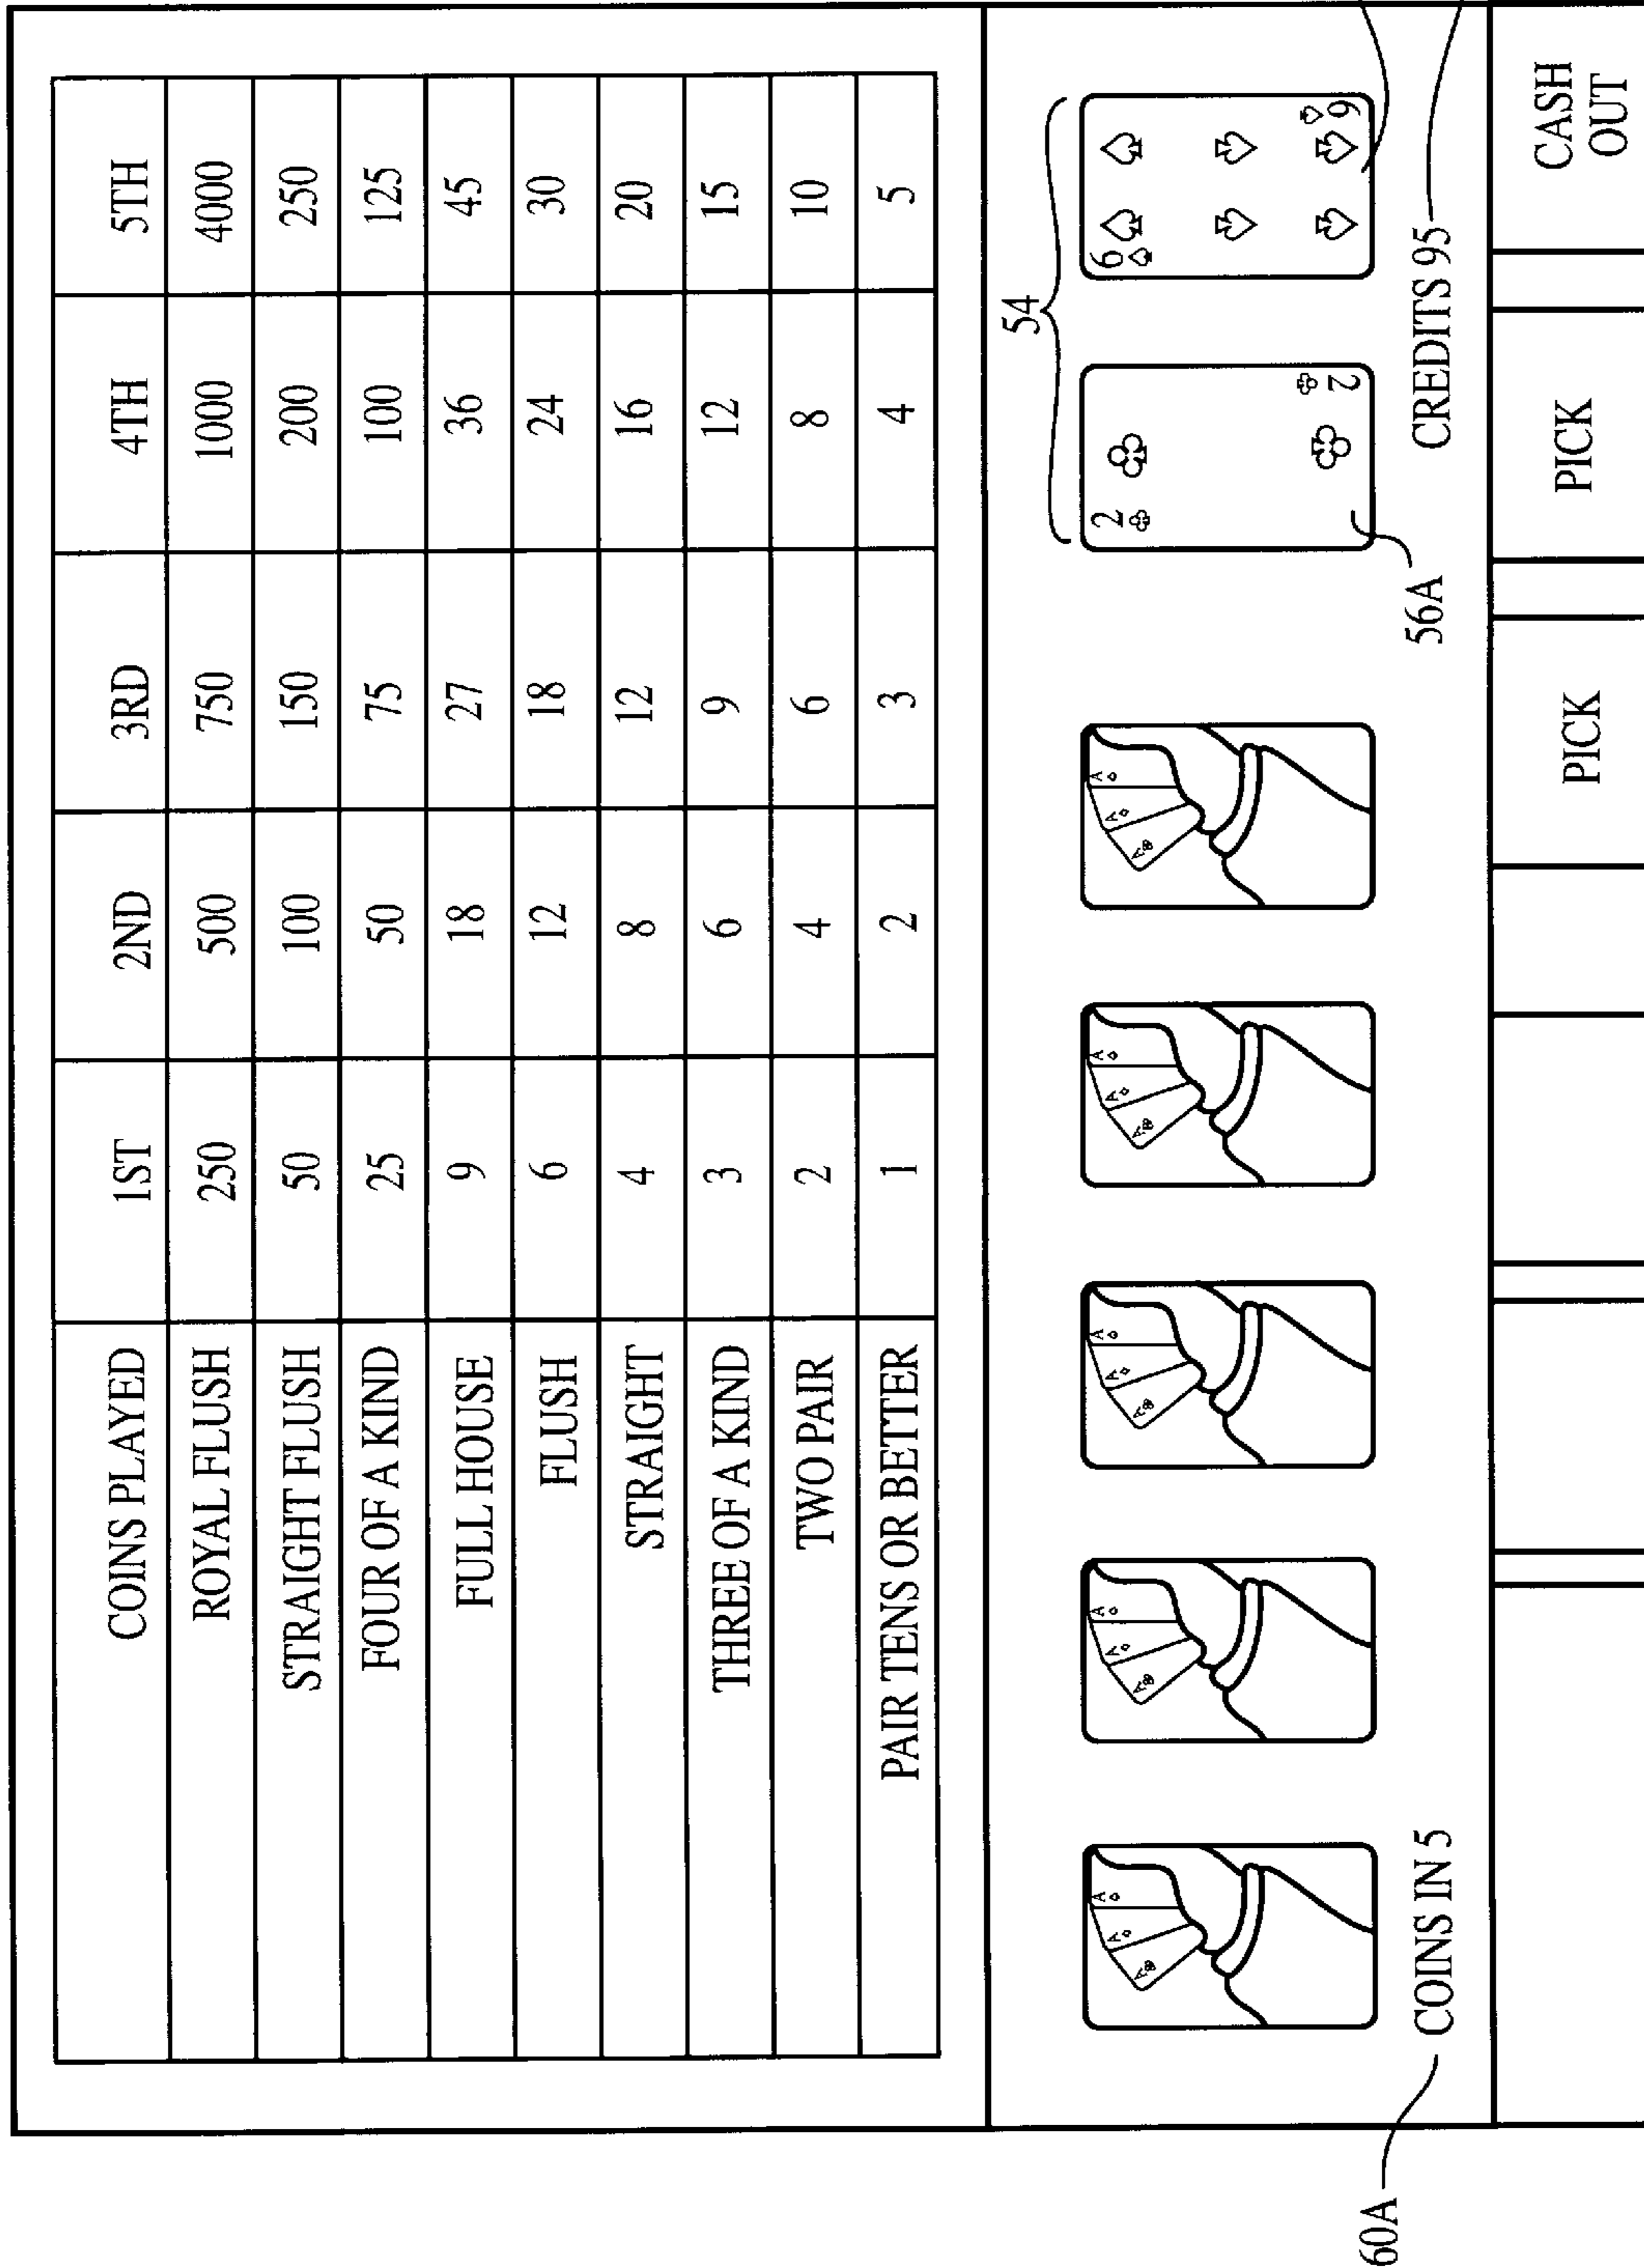 COINS PLAYED 1ST 2ND 3RD 4TH 5TH
ROYAL FLUSH 250 500 750 1000 4000
STRAIGHT FLUSH 50 100 150 200 250
FOUR OF A KIND 25 50 75 100 125
FULL HOUSE 9 18 27 36 45
FLUSH 6 12 18 24 30
STRAIGHT 4 8 12 16 20
THREE OF A KIND 3 6 9 12 15
TWO PAIR 2 4 6 8 10
PAIR TENS OR BETTER 1 2 3 4 5
54
A A A A A A A A A A A A A A A 2 6
2 6
60A COINS IN 5 56A CREDITS 95
PICK PICK CASH
OUT